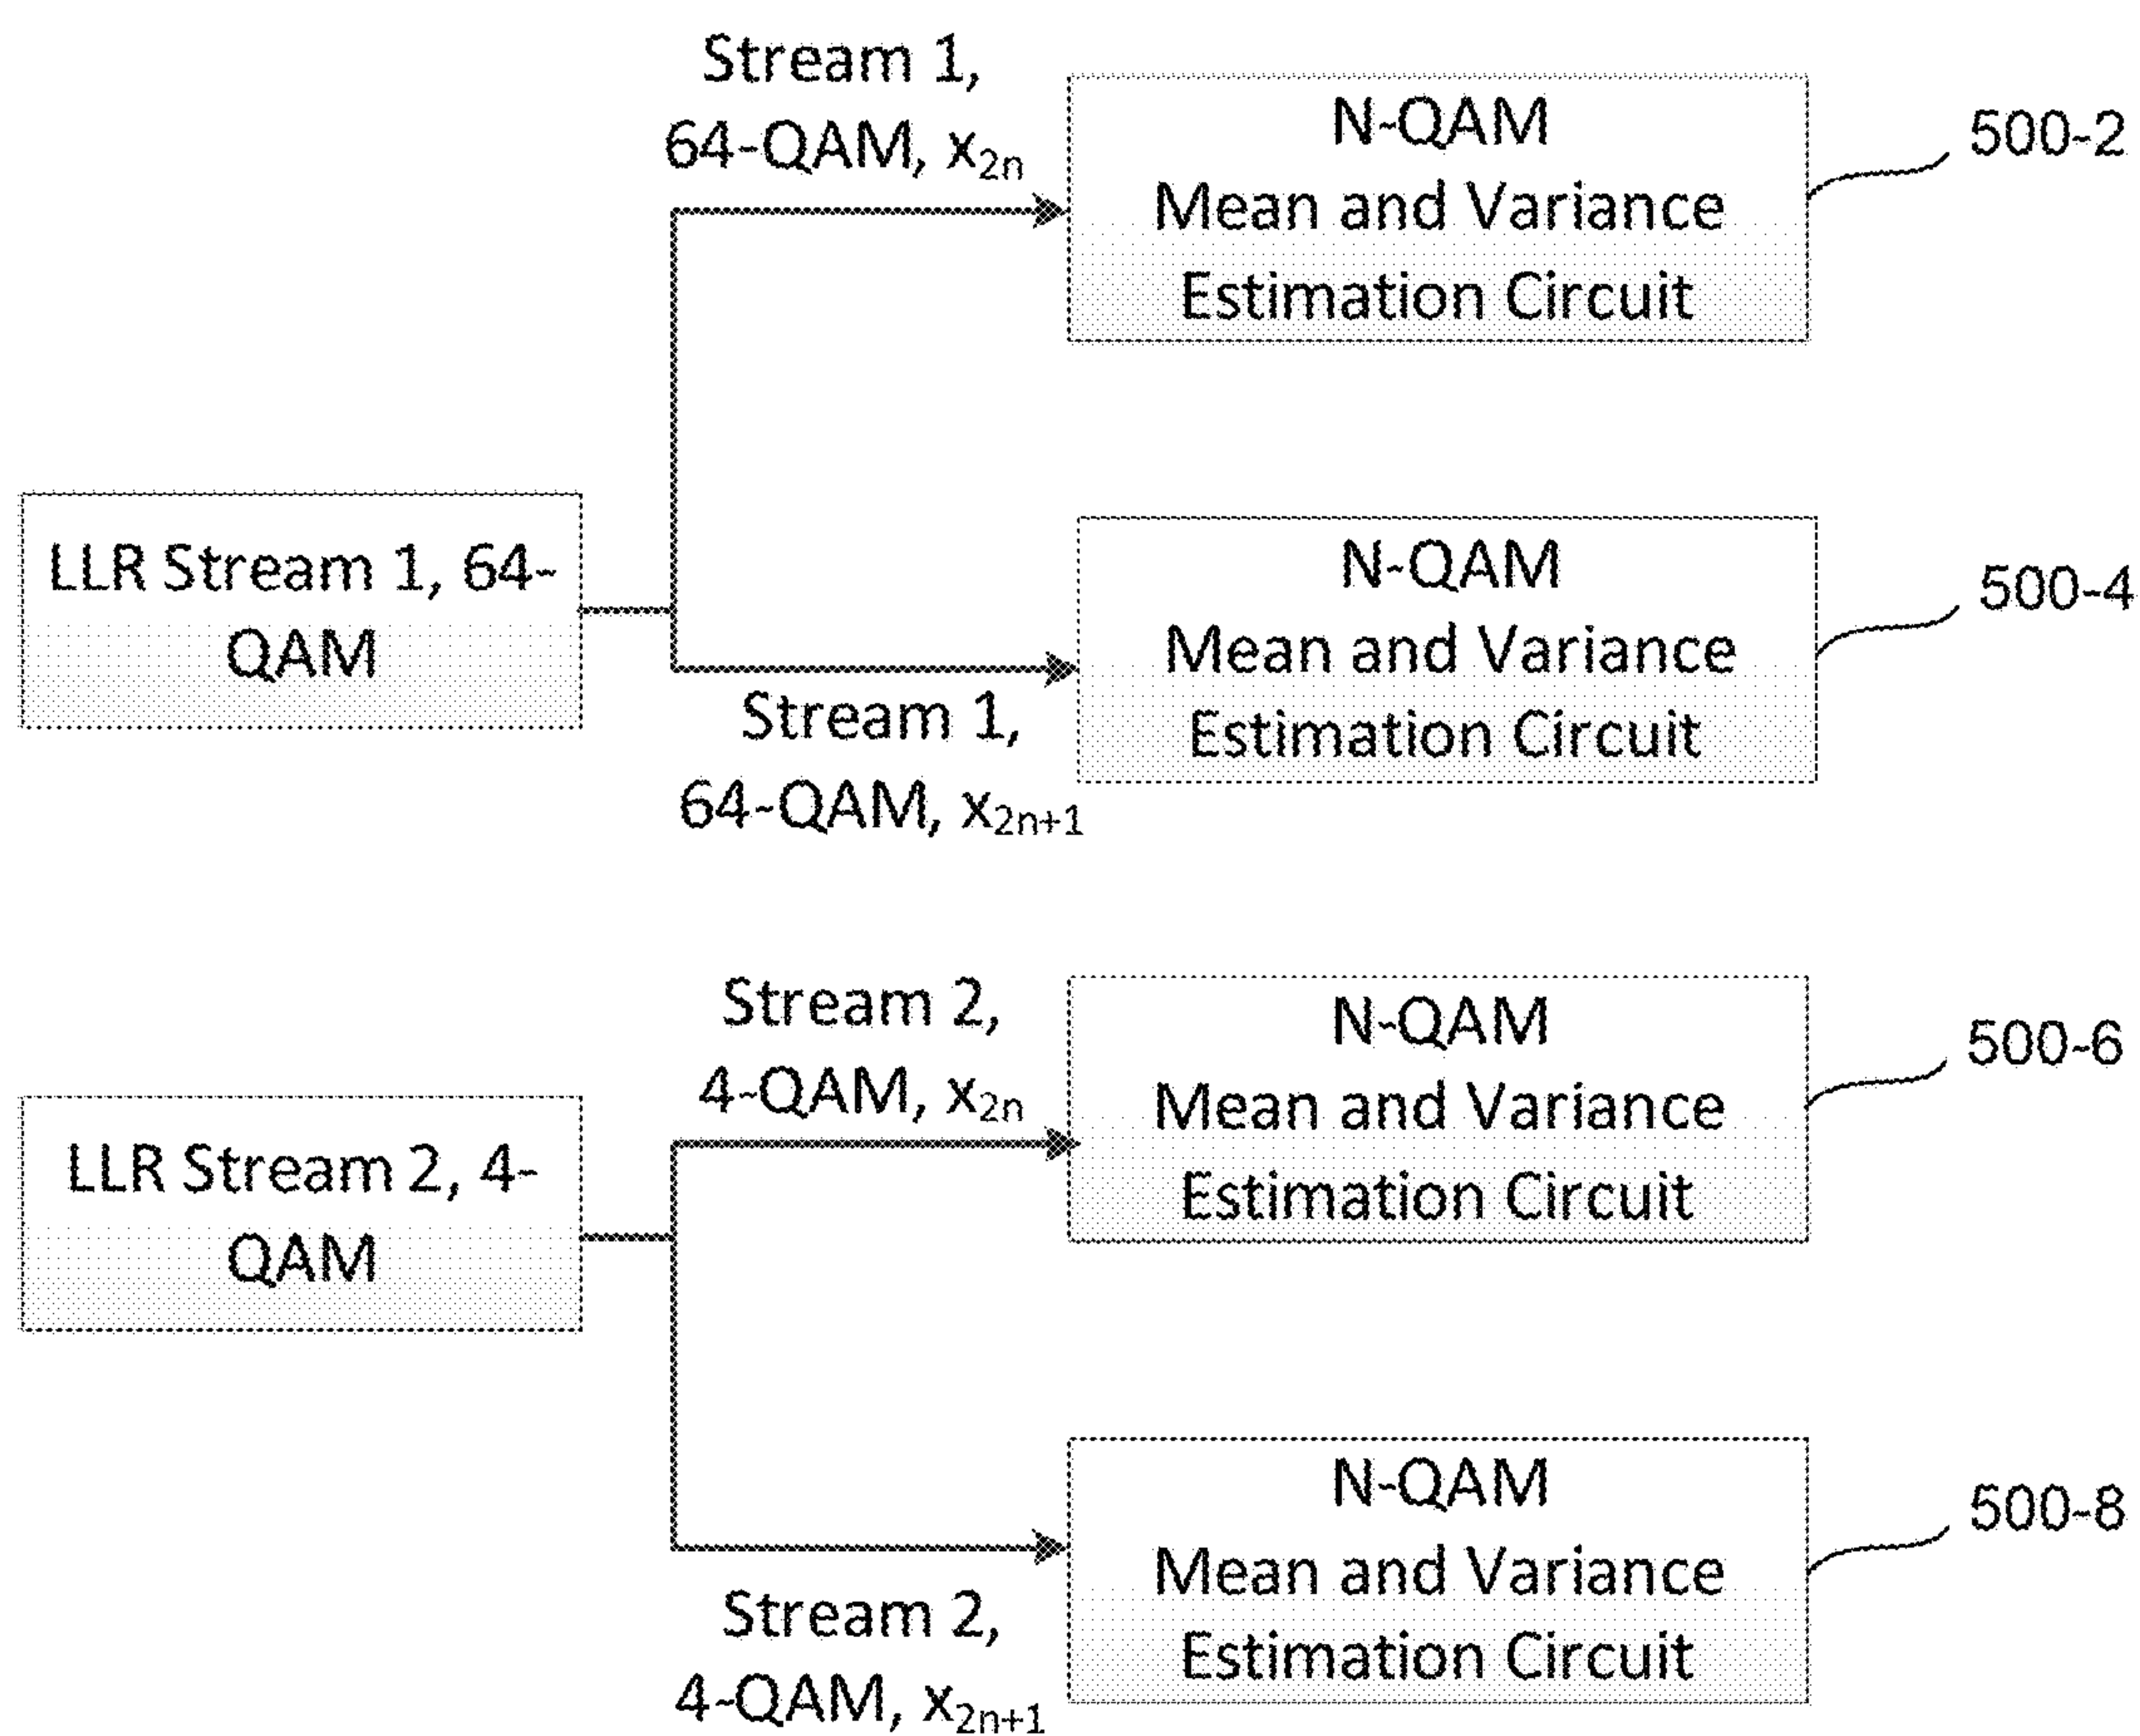 Stream 1,
64-QAM, x₂ₙ
N-QAM
Mean and Variance
Estimation Circuit
500-2
LLR Stream 1, 64-
QAM
Stream 1,
64-QAM, x₂ₙ₊₁
N-QAM
Mean and Variance
Estimation Circuit
500-4
Stream 2,
4-QAM, x₂ₙ
N-QAM
Mean and Variance
Estimation Circuit
500-6
LLR Stream 2, 4-
QAM
Stream 2,
4-QAM, x₂ₙ₊₁
N-QAM
Mean and Variance
Estimation Circuit
500-8